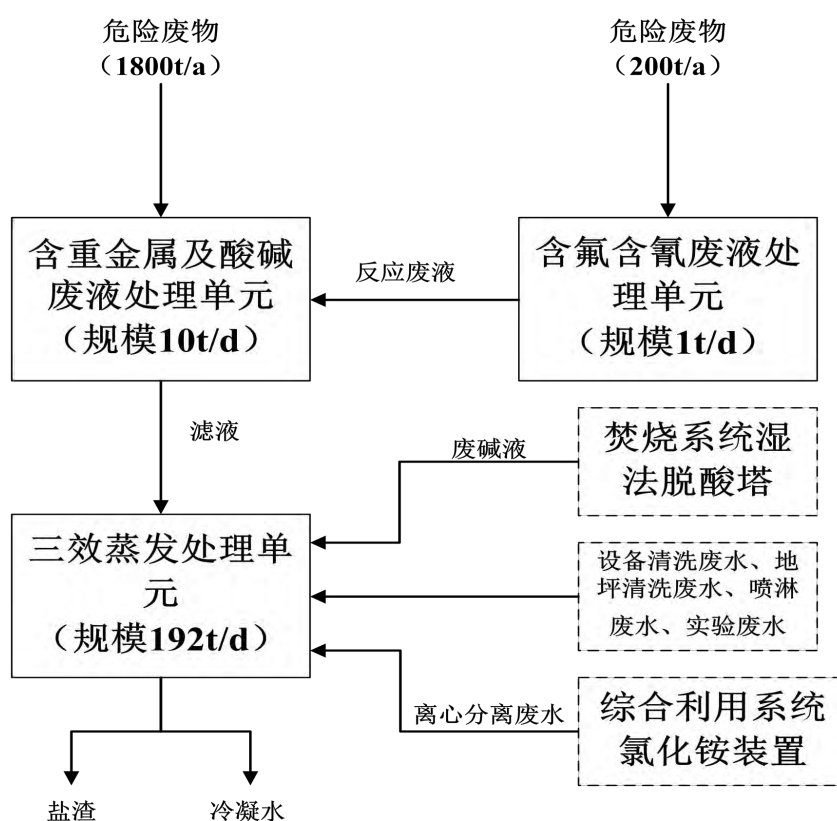 危险废物
（1800t/a）
危险废物
（200t/a）
含重金属及酸碱
废液处理单元
（规模10t/d）
反应废液
含氟含氰废液处
理单元
（规模1t/d）
滤液
废碱液
焚烧系统湿
法脱酸塔
三效蒸发处理单
元
（规模192t/d）
设备清洗废水、地
坪清洗废水、喷淋
废水、实验废水
离心分离废水
综合利用系统
氯化铵装置
盐渣
冷凝水